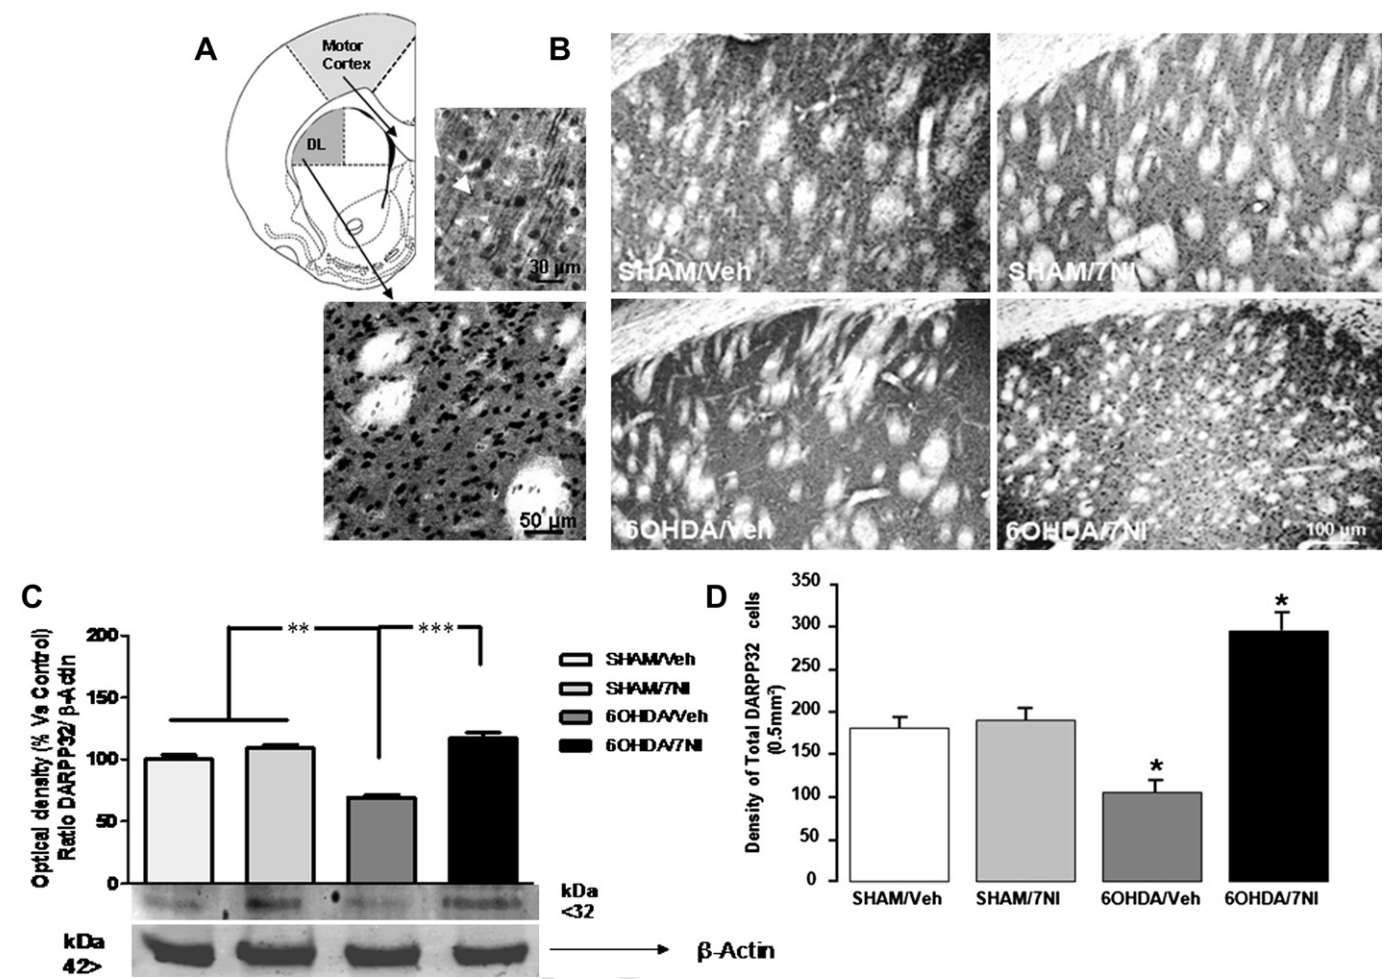 A
Motor
Cortex
DL
30 µm
50 µm
B
SHAM/Veh
SHAM/7NI
6OHDA/Veh
6OHDA/7NI
100 µm
C
Optical density (% Vs Control)
Ratio DARPP32/ β-Actin
200
150
100
50
0
**
***
SHAM/Veh
SHAM/7NI
6OHDA/Veh
6OHDA/7NI
kDa
<32
kDa
42>
β-Actin
D
Density of Total DARPP32 cells
(0.5mm²)
350
300
250
200
150
100
50
0
*
*
SHAM/Veh
SHAM/7NI
6OHDA/Veh
6OHDA/7NI